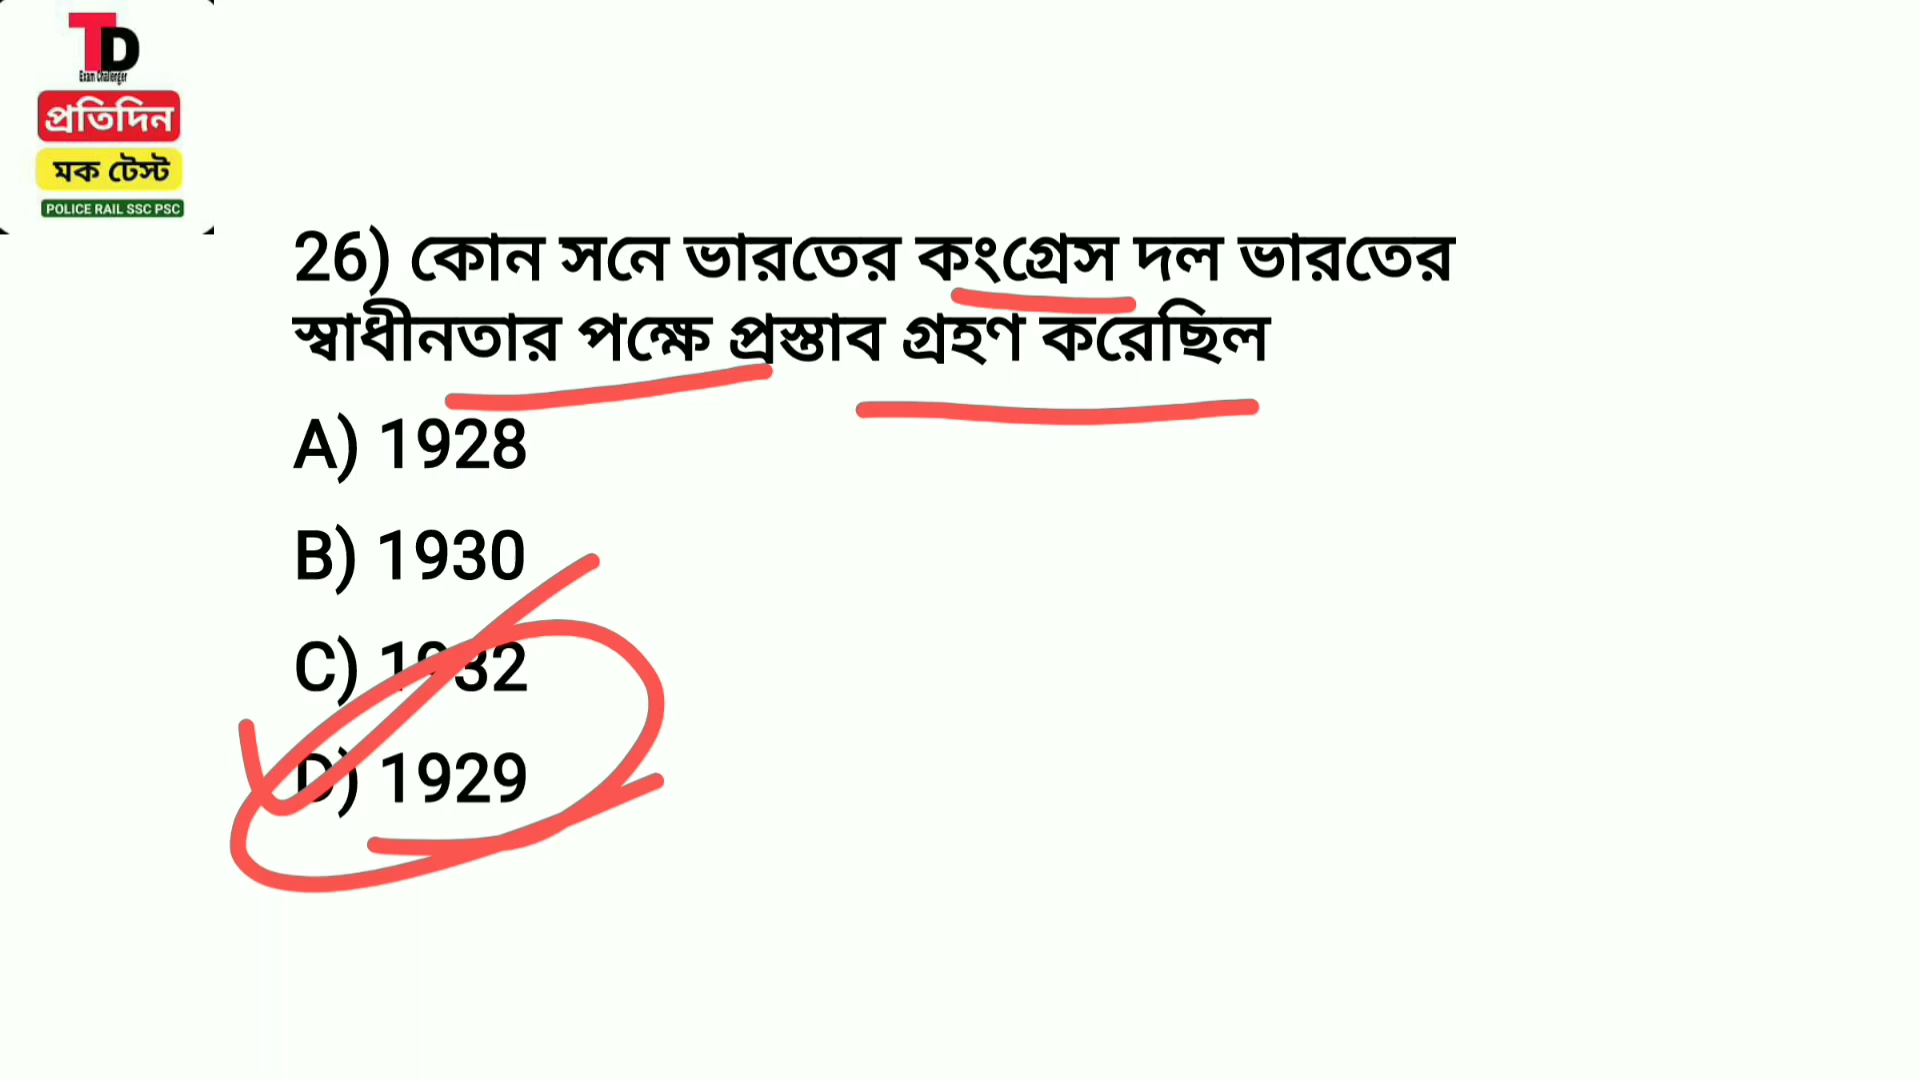 TD
Exam Challenger
প্রতিদিন
মক টেস্ট
POLICE RAIL SSC PSC
26) কোন সনে ভারতের কংগ্রেস দল ভারতের
স্বাধীনতার পক্ষে প্রস্তাব গ্রহণ করেছিল
A) 1928
B) 1930
C) 1932
D) 1929